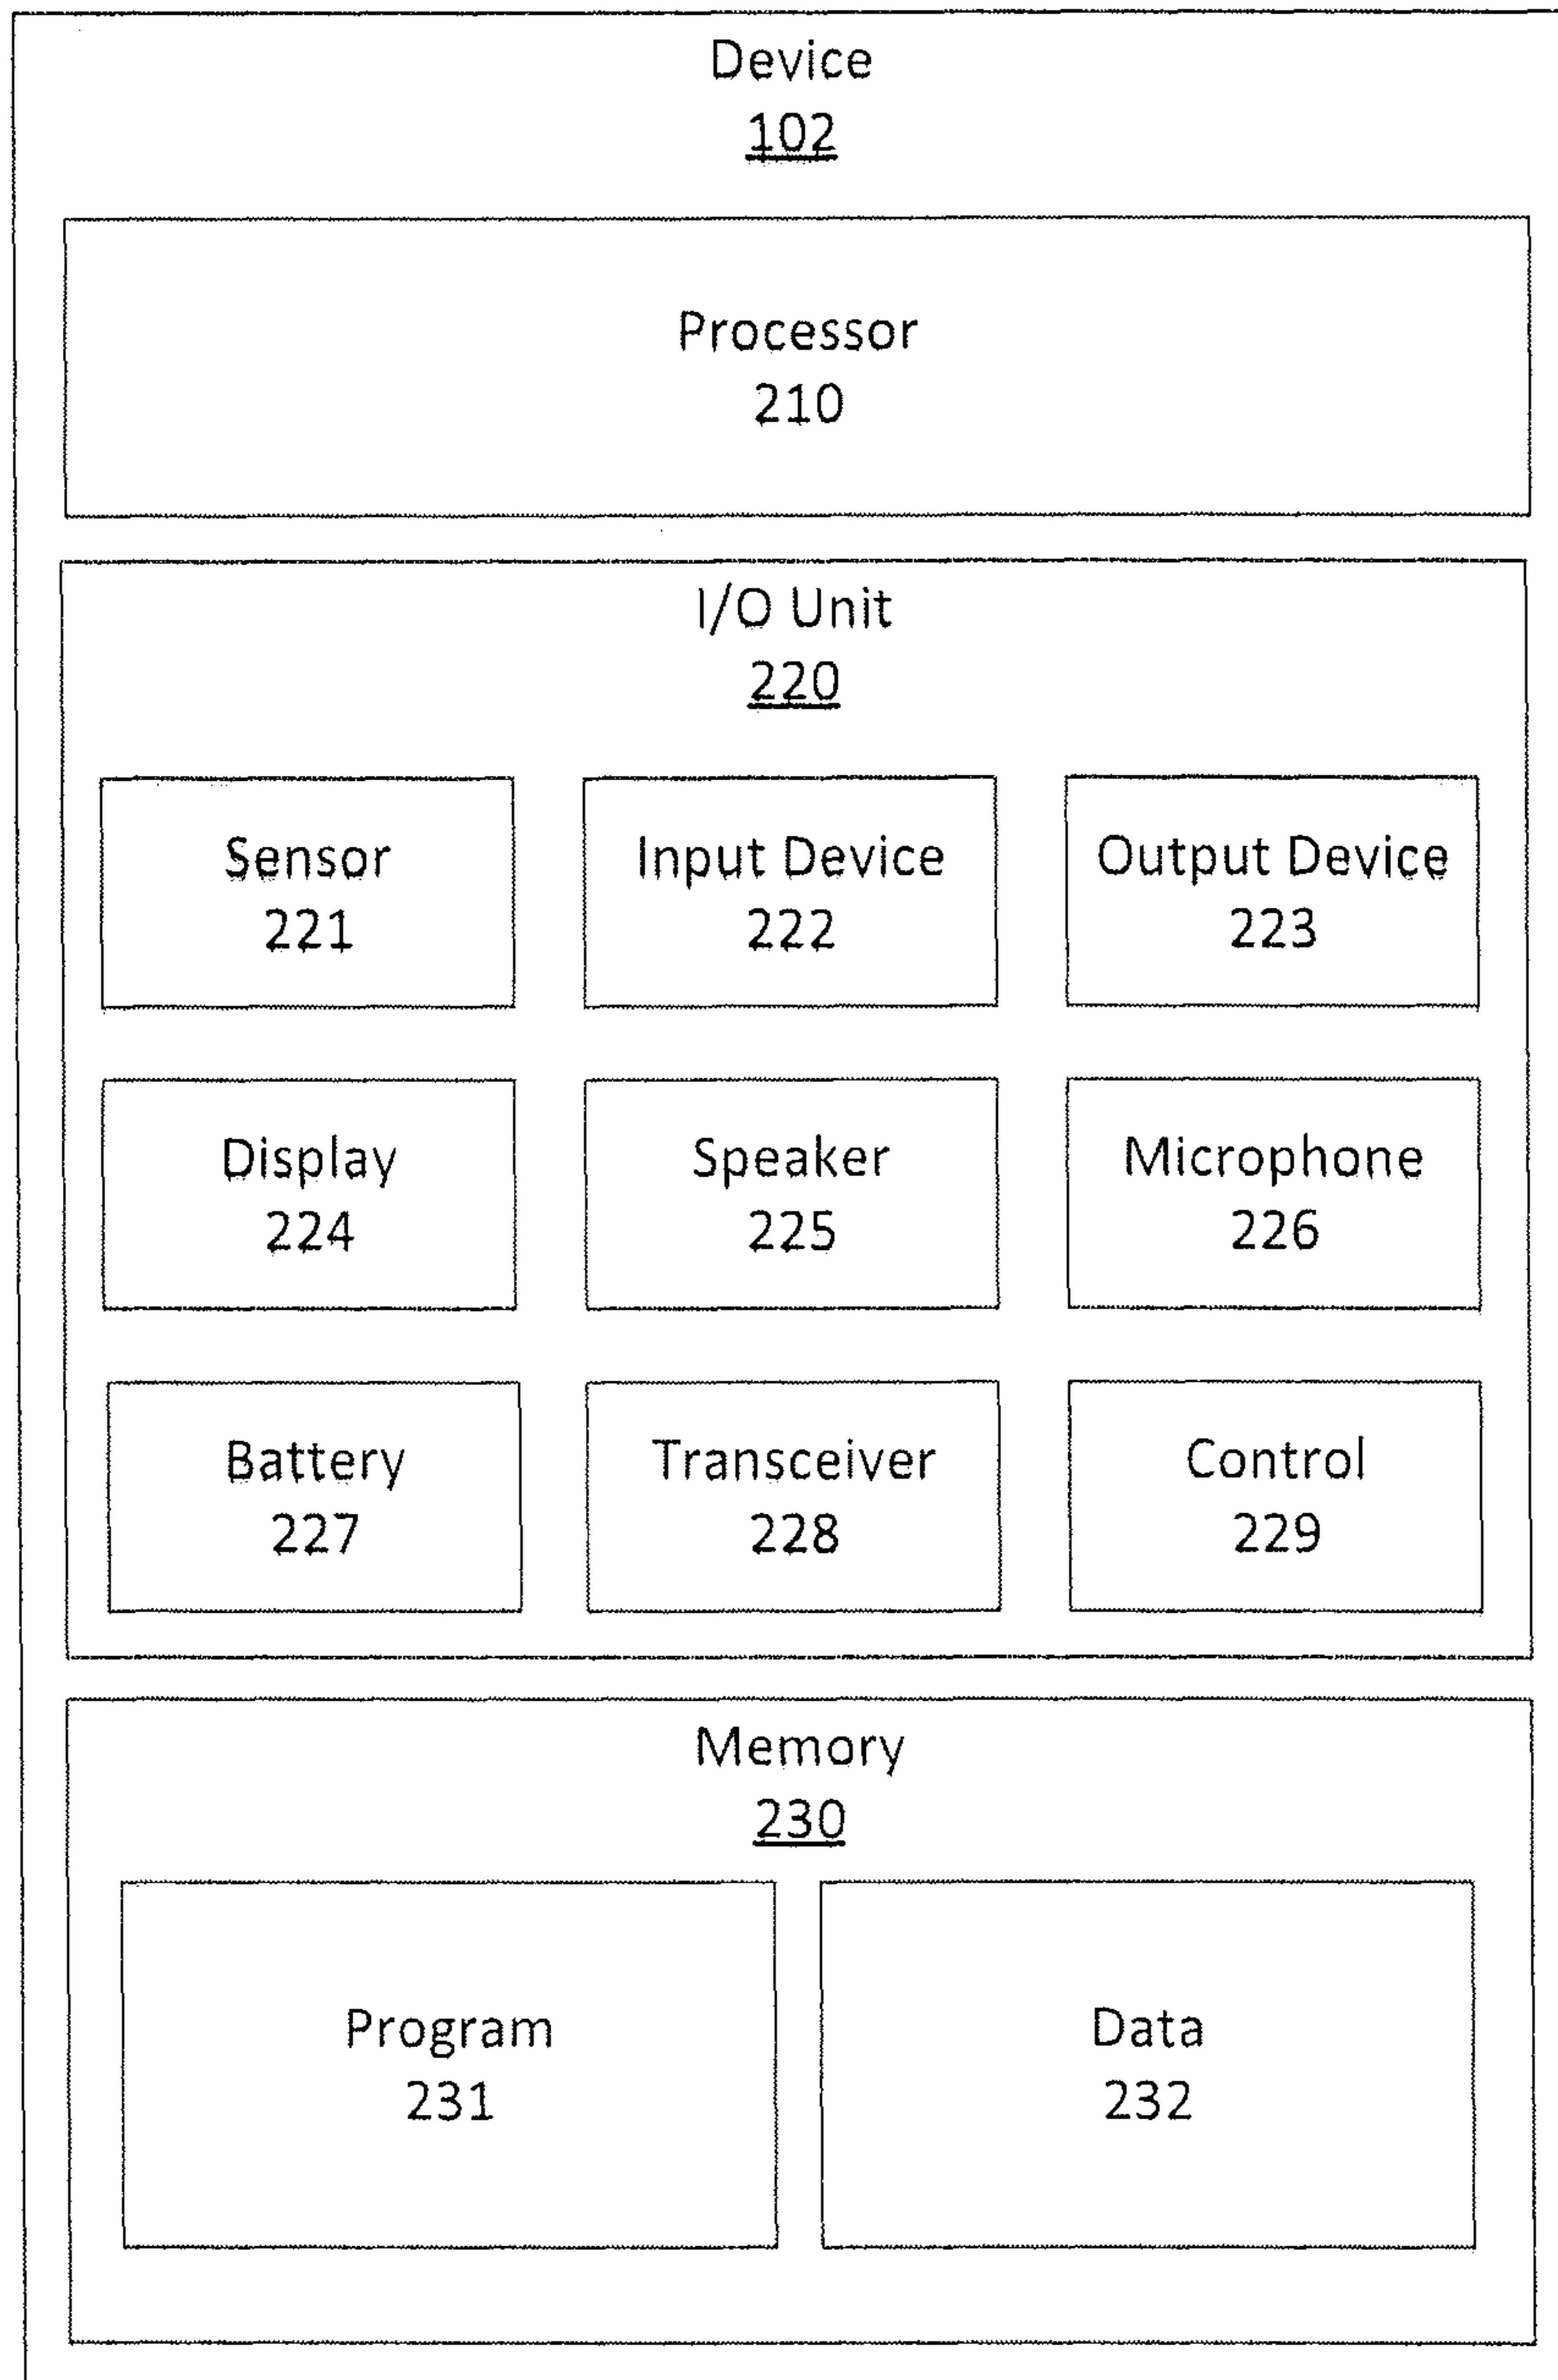 Device
102
Processor
210
I/O Unit
220
Sensor
221
Input Device
222
Output Device
223
Display
224
Speaker
225
Microphone
226
Battery
227
Transceiver
228
Control
229
Memory
230
Program
231
Data
232